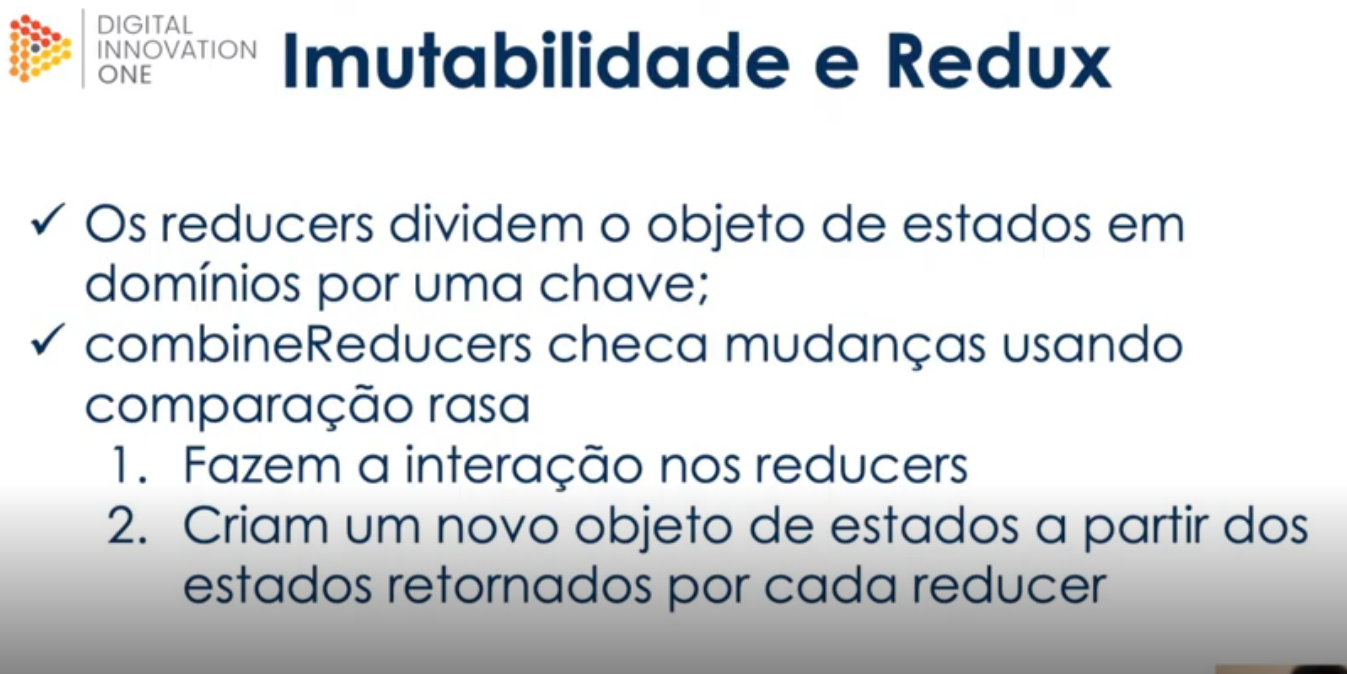 DIGITAL
INNOVATION
ONE
Imutabilidade e Redux
✓ Os reducers dividem o objeto de estados em
domínios por uma chave;
✓ combineReducers checa mudanças usando
comparação rasa
1. Fazem a interação nos reducers
2. Criam um novo objeto de estados a partir dos
estados retornados por cada reducer